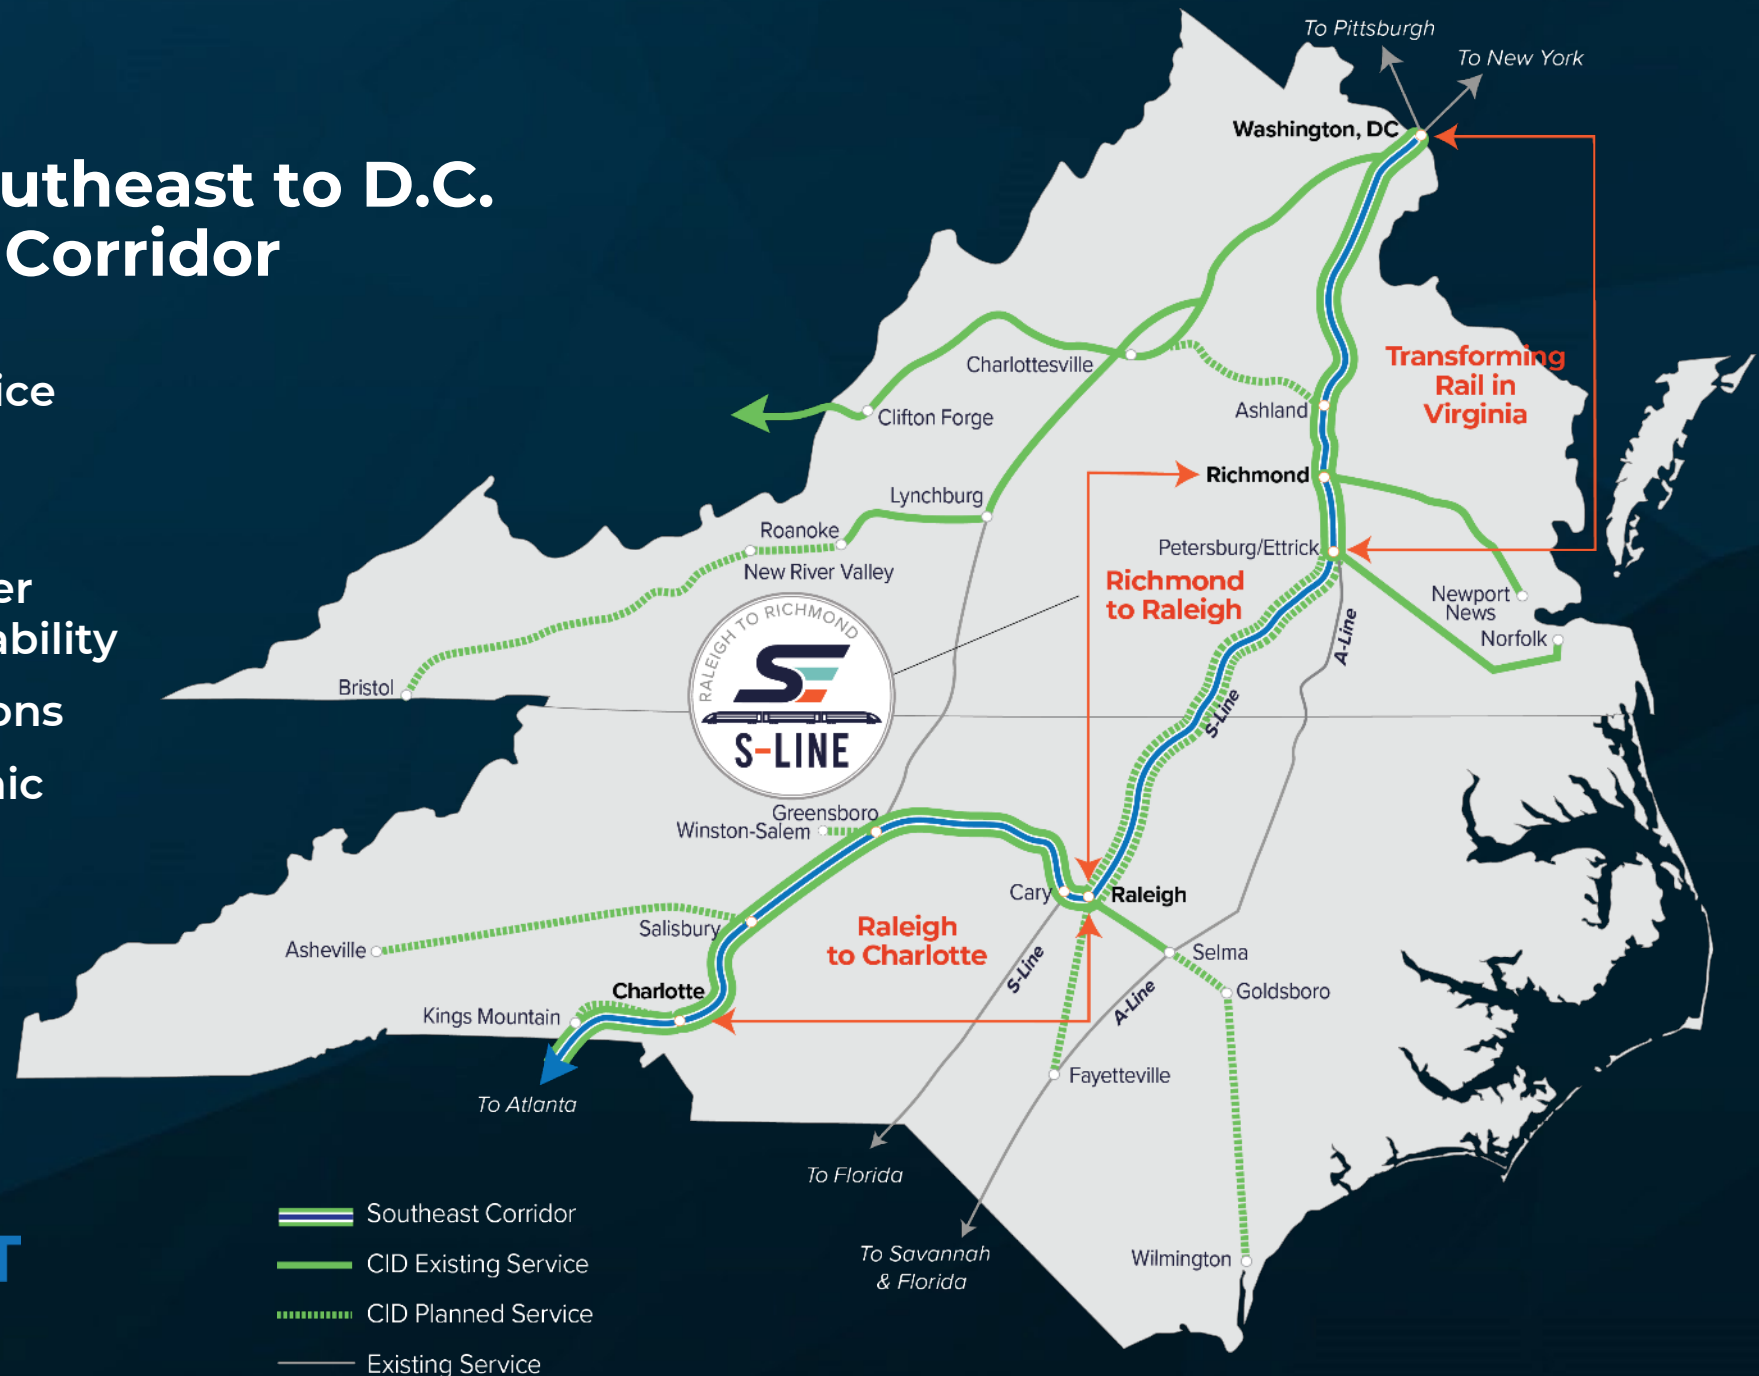 utheast to D.C.
Corridor
ice
er
ability
ons
nic
T
To Pittsburgh
To New York
Washington, DC
Charlottesville
Clifton Forge
Ashland
Transforming
Rail in
Virginia
Richmond
Lynchburg
Roanoke
New River Valley
Petersburg/Ettrick
Richmond
to Raleigh
Newport
News
Norfolk
A-Line
S-Line
Bristol
RALEIGH TO RICHMOND
SE
S-LINE
Greensboro
Winston-Salem
Cary
Raleigh
Salisbury
Asheville
Raleigh
to Charlotte
Selma
Goldsboro
S-Line
A-Line
Charlotte
Kings Mountain
Fayetteville
To Atlanta
To Florida
To Savannah
& Florida
Wilmington
Southeast Corridor
CID Existing Service
CID Planned Service
Existing Service